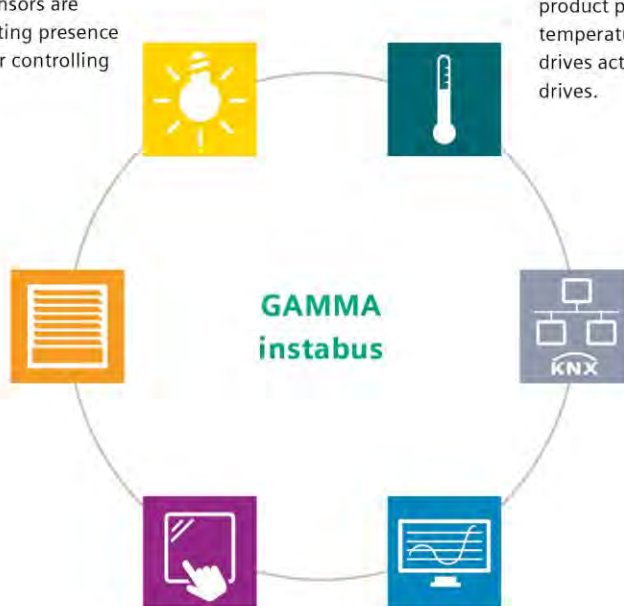 nsors are
ting presence
r controlling
product p
temperatu
drives act
drives.
GAMMA
instabus
KNX